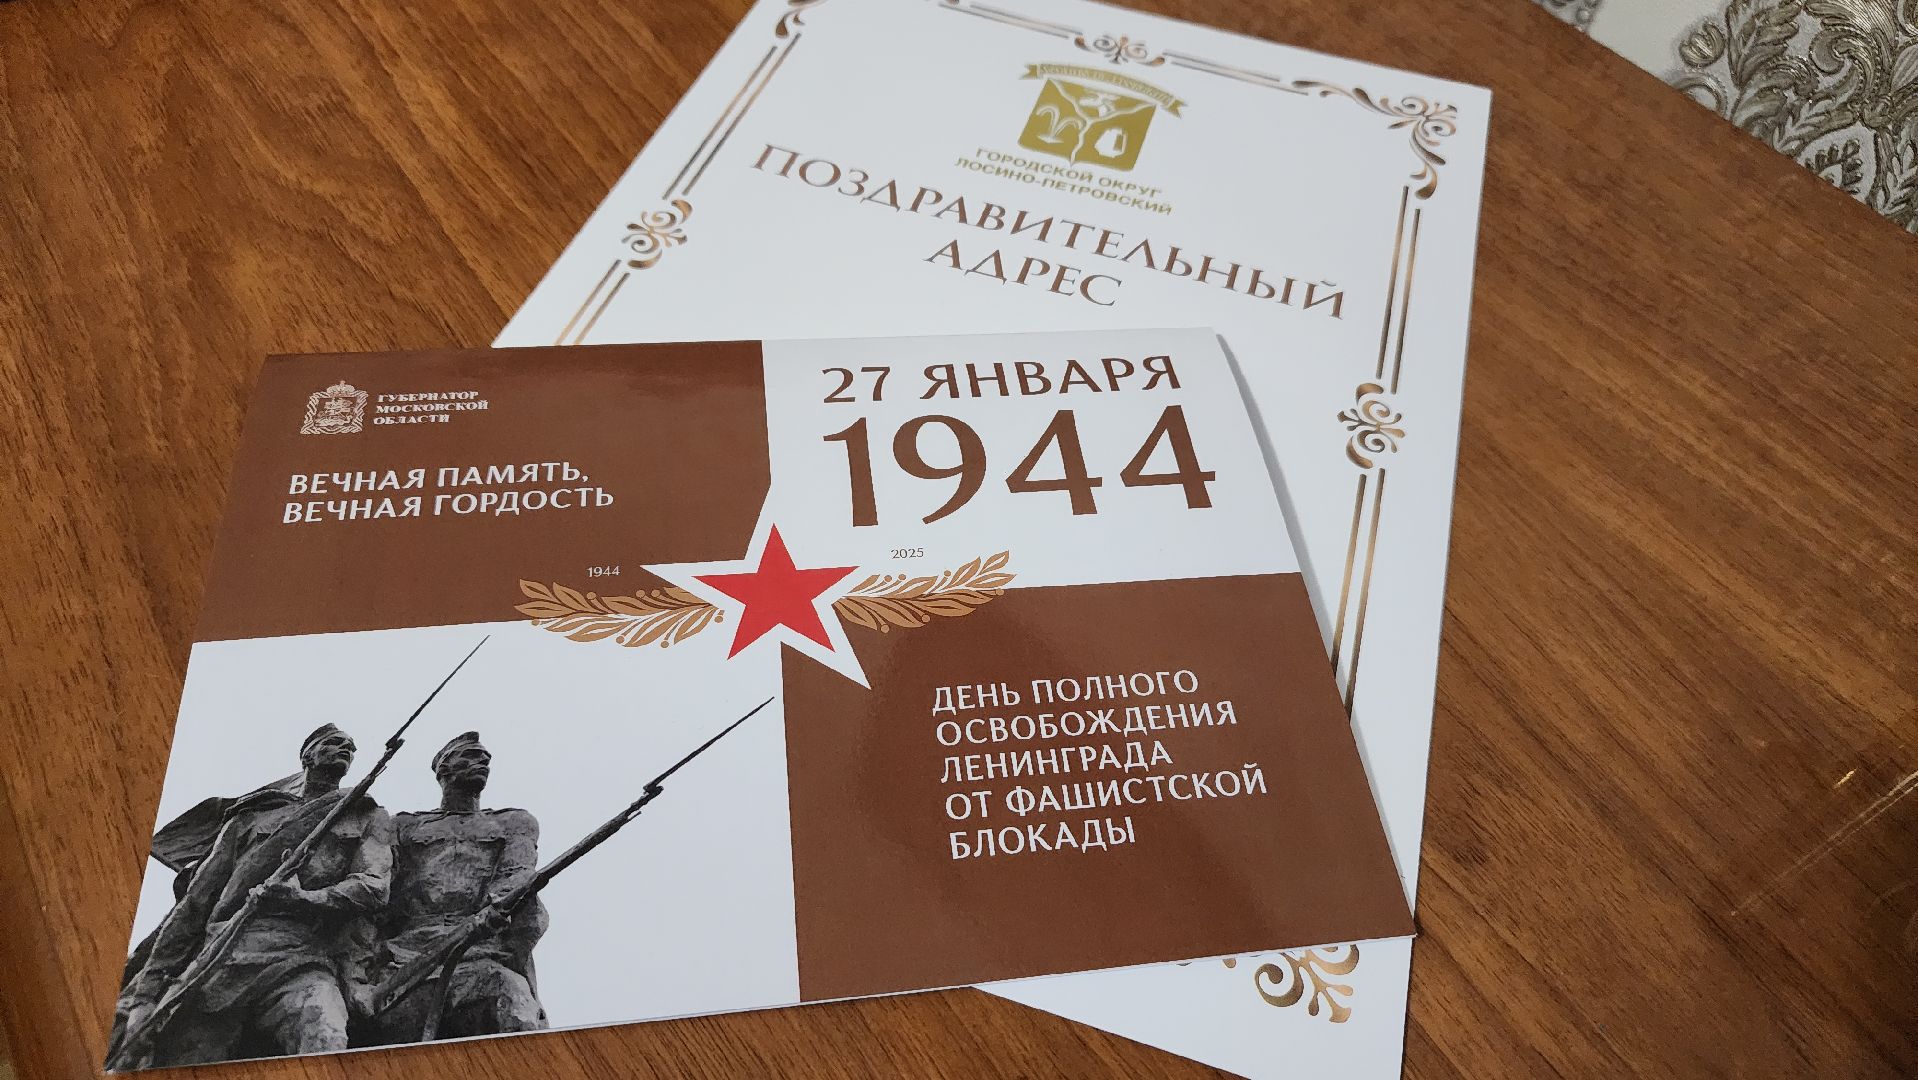 ГОРОДСКОЙ ОКРУГ
ЛОСИНО-ПЕТРОВСКИЙ
ПОЗДРАВИТЕЛЬНЫЙ
АДРЕС
ГУБЕРНАТОР
МОСКОВСКОЙ
ОБЛАСТИ
ВЕЧНАЯ ПАМЯТЬ,
ВЕЧНАЯ ГОРДОСТЬ
27 ЯНВАРЯ
1944
1944
2025
ДЕНЬ ПОЛНОГО
ОСВОБОЖДЕНИЯ
ЛЕНИНГРАДА
ОТ ФАШИСТСКОЙ
БЛОКАДЫ